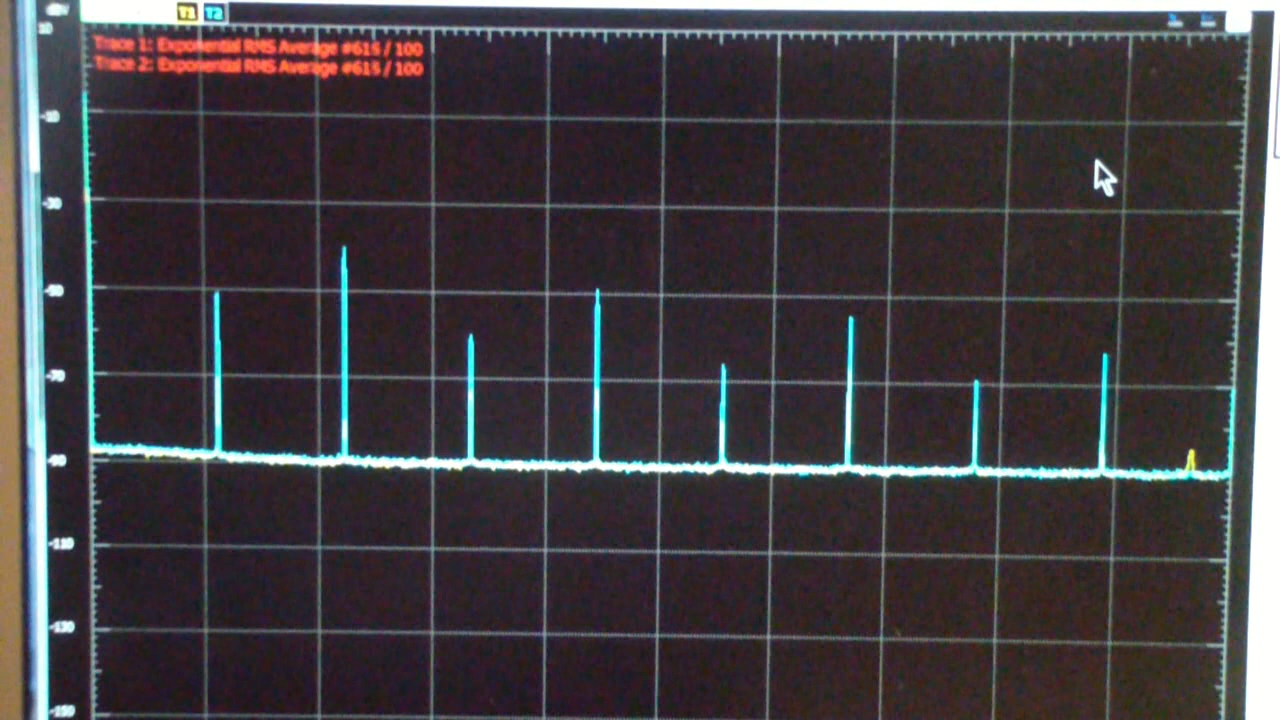 T1 T2
Trace 1: Exponential RMS Average #615 / 100
Trace 2: Exponential RMS Average #615 / 100
-10
-30
-50
-70
-90
-110
-130
-150